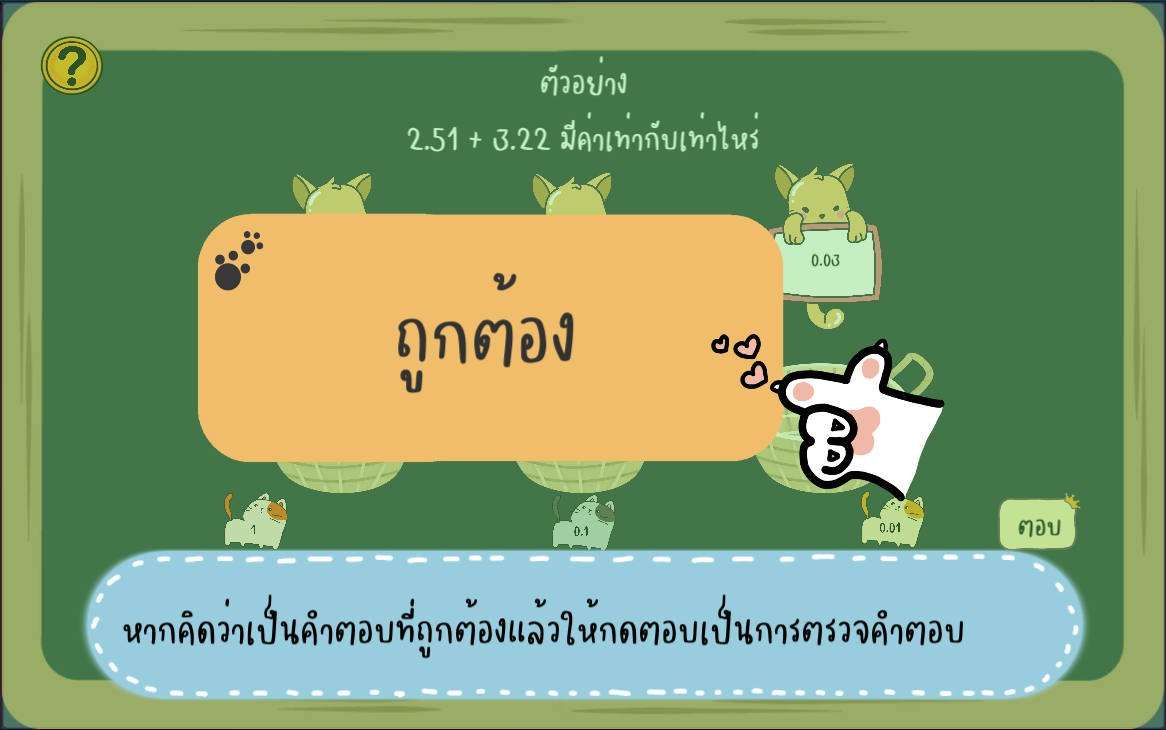 ?
ตัวอย่าง
2.51 + 3.22 มีค่าเท่ากับเท่าไหร่
0.03
ถูกต้อง
1
0.1
0.01
ตอบ
หากคิดว่าเป็นคำตอบที่ถูกต้องแล้วให้กดตอบเป็นการตรวจคำตอบ